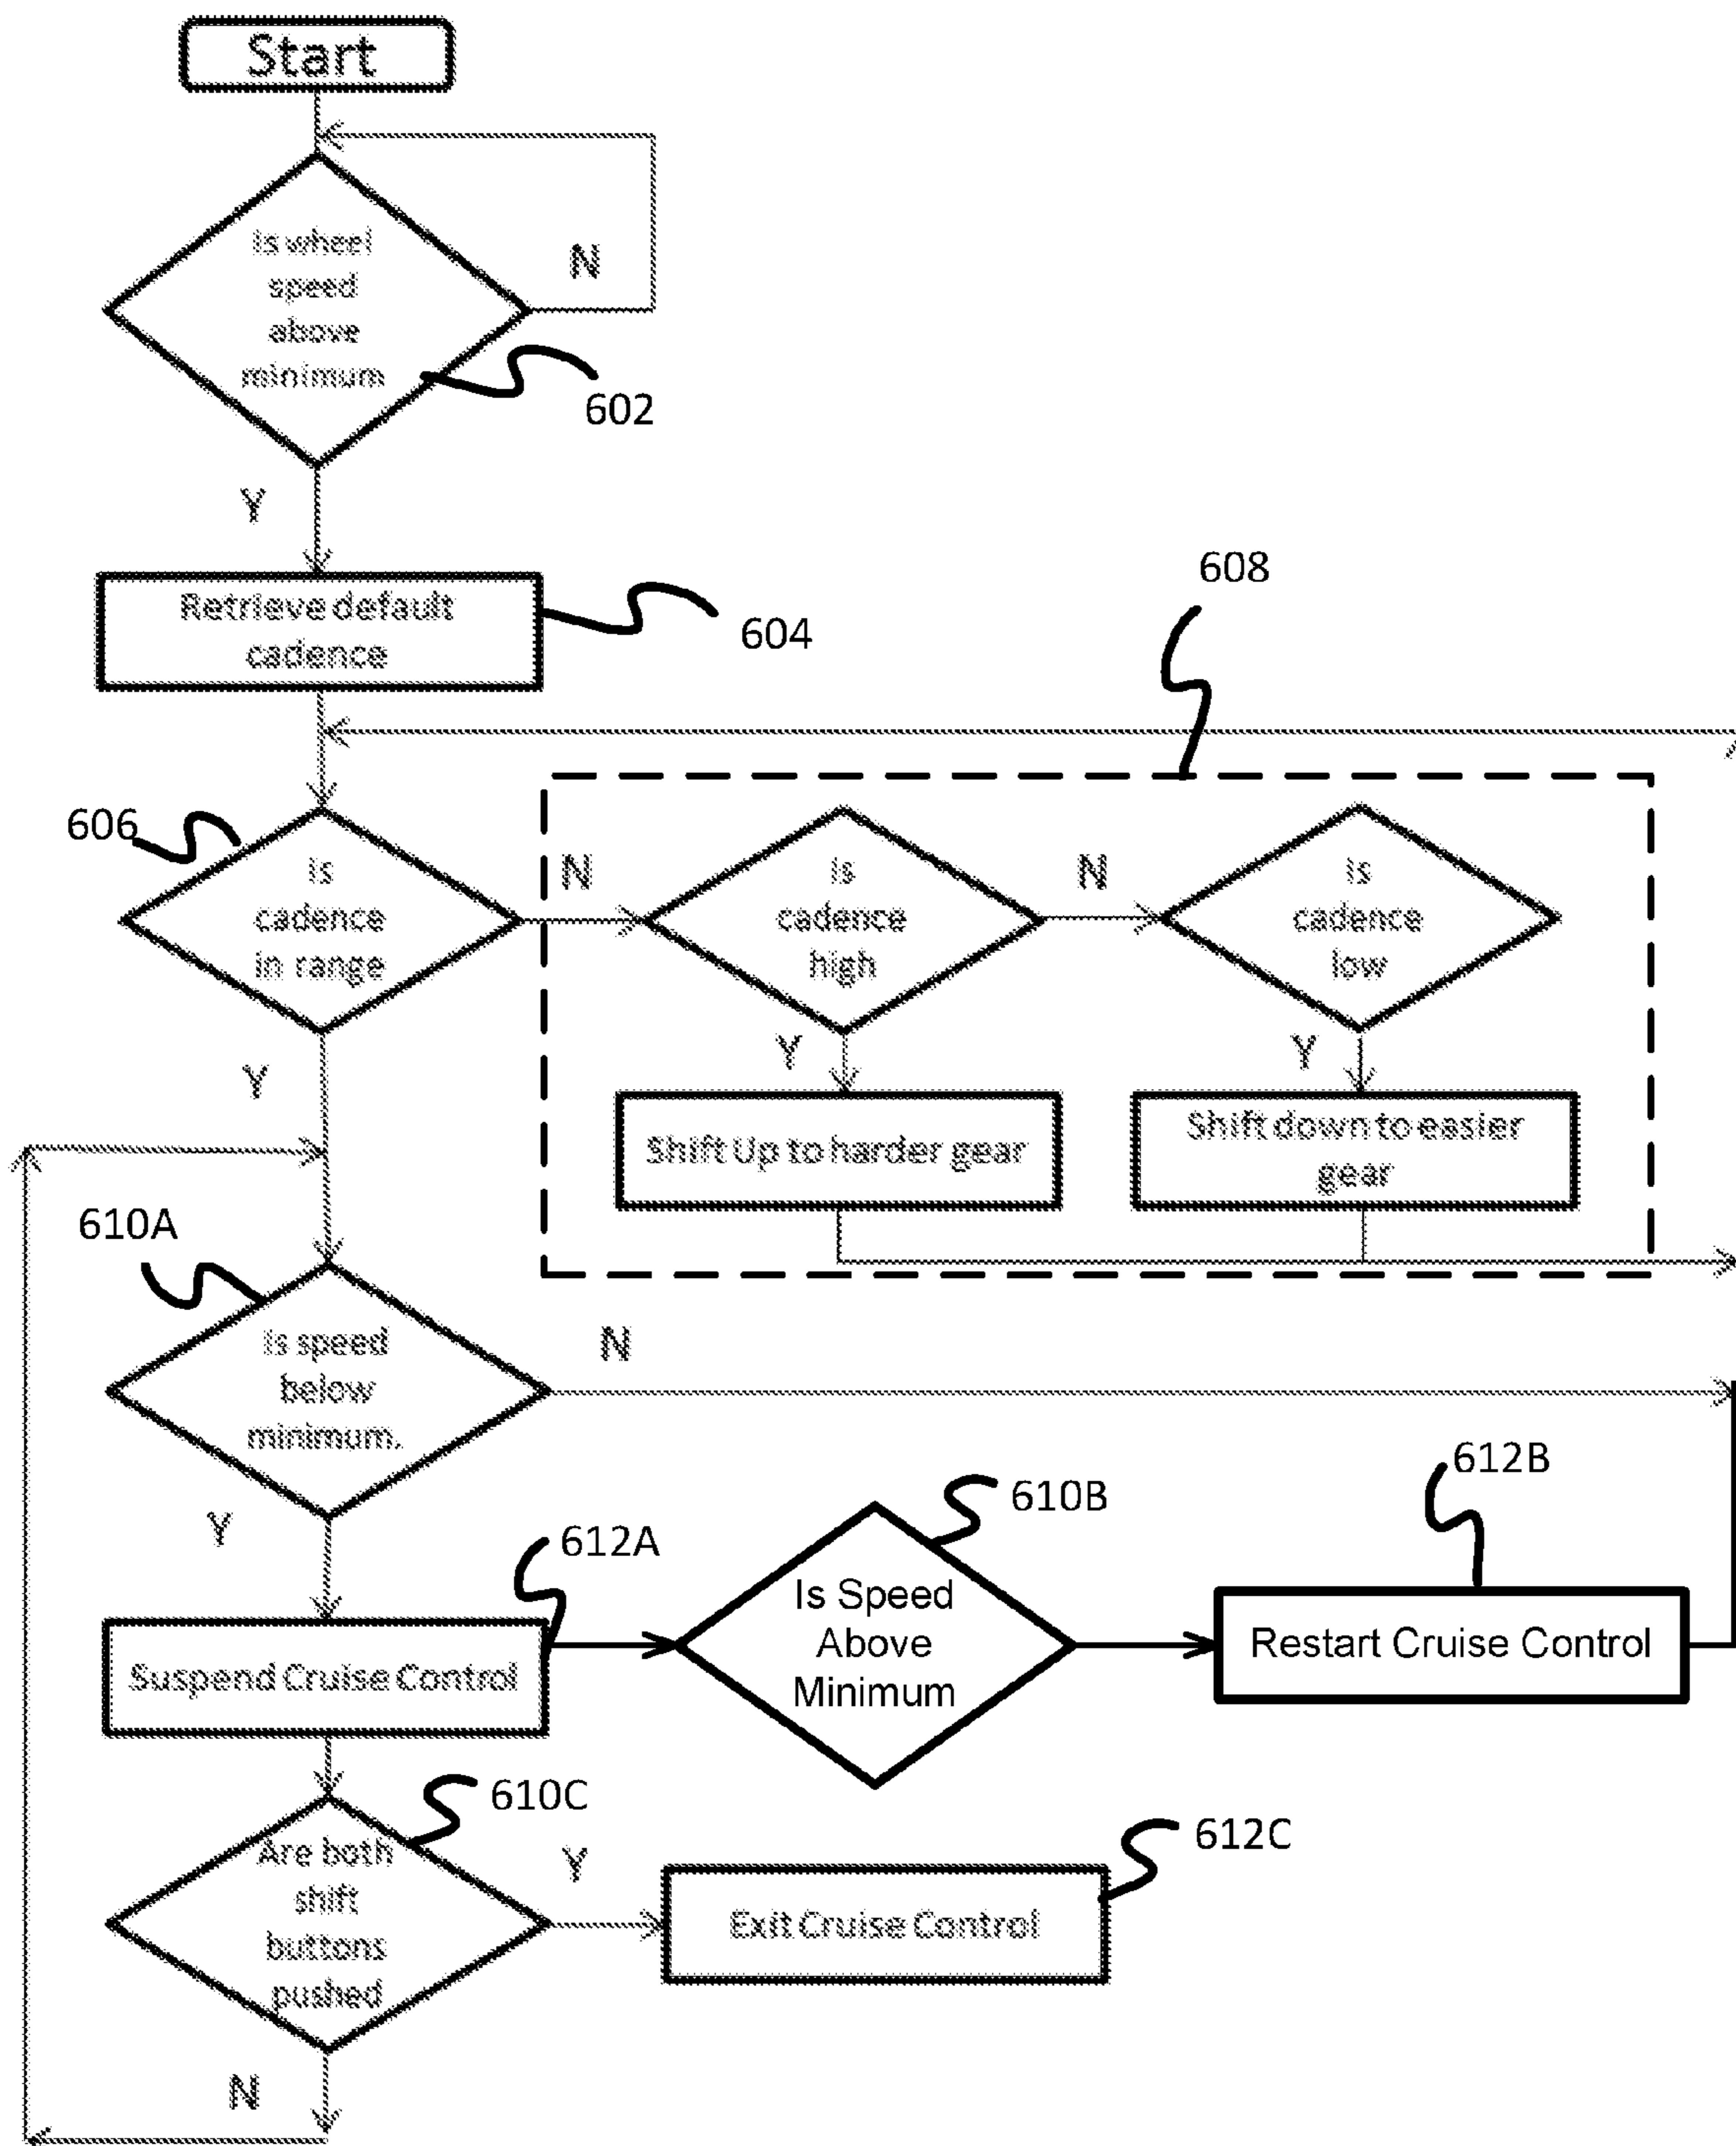 Start
Is wheel
speed
above
minimum
N
602
Y
Retrieve default
cadence
604
608
606
Is
cadence
in range
N
Is
cadence
high
N
Is
cadence
low
Y
Y
Y
Shift Up to harder gear
Shift down to easier
gear
610A
Is speed
below
minimum.
N
Y
612A
610B
612B
Suspend Cruise Control
Is Speed
Above
Minimum
Restart Cruise Control
610C
Are both
shift
buttons
pushed
Y
612C
Exit Cruise Control
N